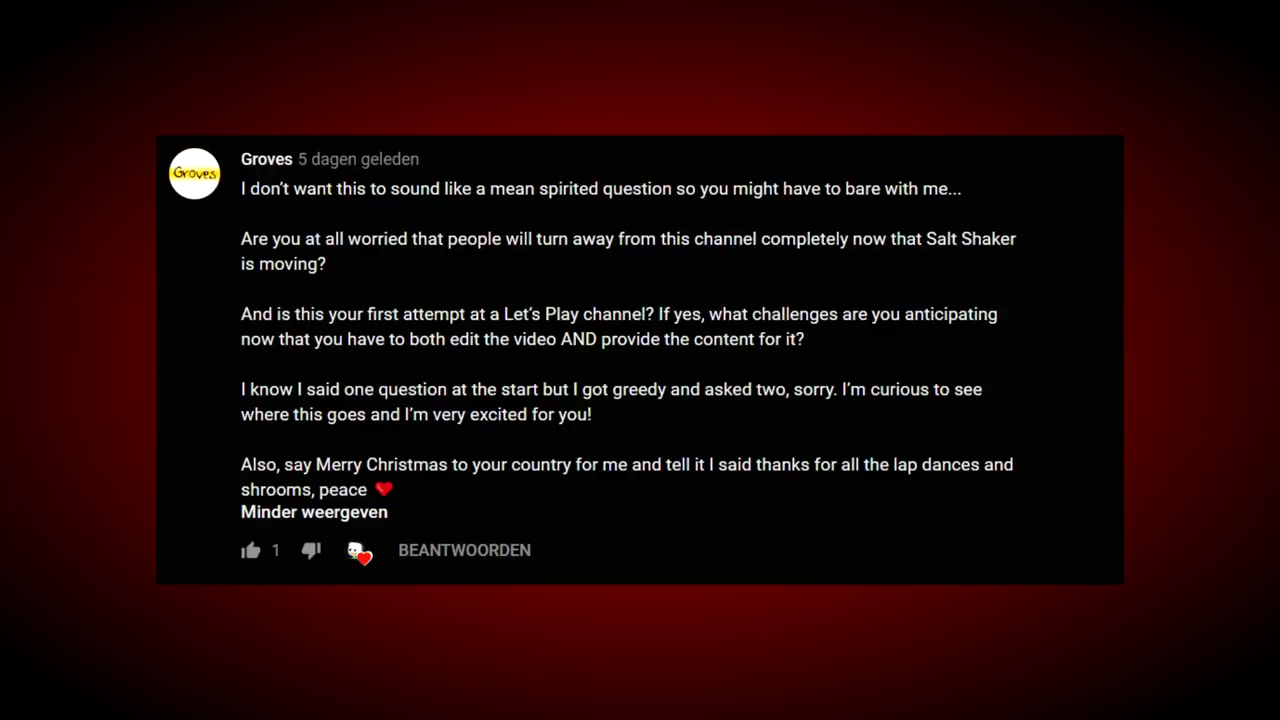 Groves
Groves 5 dagen geleden
I don't want this to sound like a mean spirited question so you might have to bare with me...
Are you at all worried that people will turn away from this channel completely now that Salt Shaker
is moving?
And is this your first attempt at a Let's Play channel? If yes, what challenges are you anticipating
now that you have to both edit the video AND provide the content for it?
I know I said one question at the start but I got greedy and asked two, sorry. I'm curious to see
where this goes and I'm very excited for you!
Also, say Merry Christmas to your country for me and tell it I said thanks for all the lap dances and
shrooms, peace ❤
Minder weergeven
1 BEANTWOORDEN